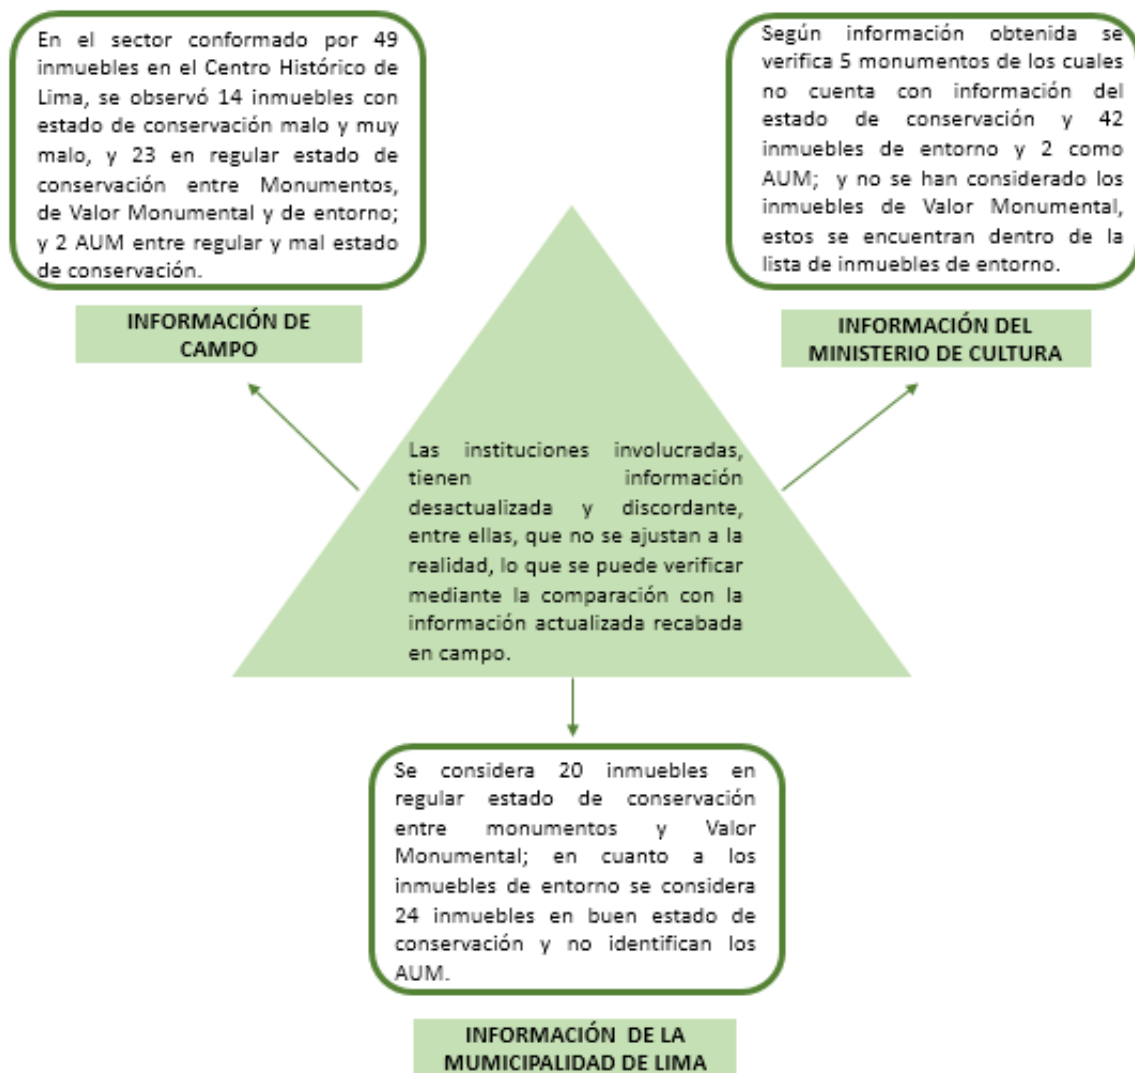 En el sector conformado por 49
inmuebles en el Centro Histórico de
Lima, se observó 14 inmuebles con
estado de conservación malo y muy
malo, y 23 en regular estado de
conservación entre Monumentos,
de Valor Monumental y de entorno;
y 2 AUM entre regular y mal estado
de conservación.
INFORMACIÓN DE
CAMPO
Según información obtenida se
verifica 5 monumentos de los cuales
no cuenta con información del
estado de conservación y 42
inmuebles de entorno y 2 como
AUM; y no se han considerado los
inmuebles de Valor Monumental,
estos se encuentran dentro de la
lista de inmuebles de entorno.
INFORMACIÓN DEL
MINISTERIO DE CULTURA
Las instituciones involucradas,
tienen información
desactualizada y discordante,
entre ellas, que no se ajustan a la
realidad, lo que se puede verificar
mediante la comparación con la
información actualizada recabada
en campo.
Se considera 20 inmuebles en
regular estado de conservación
entre monumentos y Valor
Monumental; en cuanto a los
inmuebles de entorno se considera
24 inmuebles en buen estado de
conservación y no identifican los
AUM.
INFORMACIÓN DE LA
MUMICIPALIDAD DE LIMA